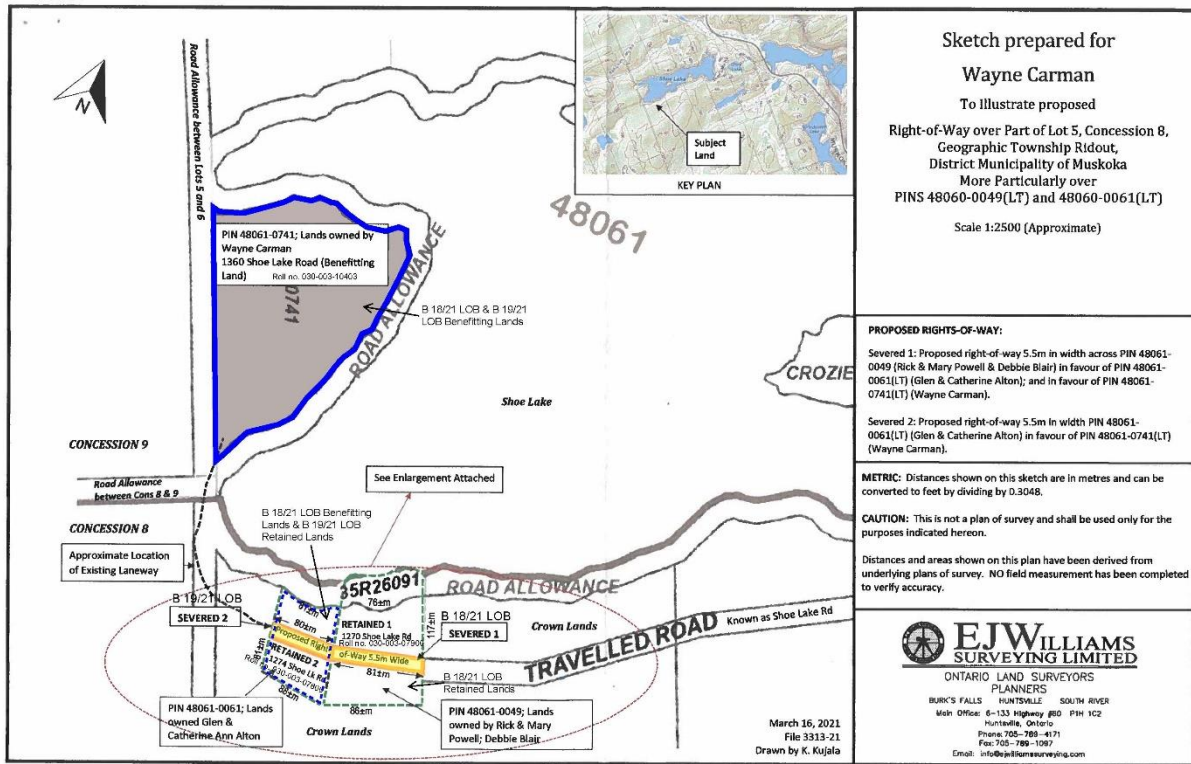 Road Allowance between Lots 5 and 6
N
Shoe Lake
Subject
Land
KEY PLAN
48061
PIN 48061-0741; Lands owned by
Wayne Carman
1360 Shoe Lake Road (Benefitting
Land) Roll no. 030-003-10403
0741
B 18/21 LOB & B 19/21
LOB Benefitting Lands
ROAD ALLOWANCE
CROZIE
Shoe Lake
CONCESSION 9
Road Allowance
between Cons 8 & 9
CONCESSION 8
See Enlargement Attached
B 18/21 LOB Benefitting
Lands & B 19/21 LOB
Retained Lands
Approximate Location
of Existing Laneway
35R26091
ROAD ALLOWANCE
76±m
117±m
B 19/21 LOB
SEVERED 2
80±m
RETAINED 1
1270 Shoe Lake Rd
Roll no. 030-003-07900
B 18/21 LOB
SEVERED 1
Crown Lands
TRAVELLED ROAD
Known as Shoe Lake Rd
Proposed Right
of-Way 5.5m Wide
RETAINED 2
1274 Shoe Lk Rd
030-003-07908
81±m
88±m
86±m
B 18/21 LOB
Retained Lands
PIN 48061-0061; Lands
owned Glen &
Catherine Ann Alton
Crown Lands
PIN 48061-0049; Lands
owned by Rick & Mary
Powell; Debbie Blair
March 16, 2021
File 3313-21
Drawn by K. Kujala
Sketch prepared for
Wayne Carman
To Illustrate proposed
Right-of-Way over Part of Lot 5, Concession 8,
Geographic Township Ridout,
District Municipality of Muskoka
More Particularly over
PINS 48060-0049(LT) and 48060-0061(LT)
Scale 1:2500 (Approximate)
PROPOSED RIGHTS-OF-WAY:
Severed 1: Proposed right-of-way 5.5m in width across PIN 48061-
0049 (Rick & Mary Powell & Debbie Blair) in favour of PIN 48061-
0061(LT) (Glen & Catherine Alton); and in favour of PIN 48061-
0741(LT) (Wayne Carman).
Severed 2: Proposed right-of-way 5.5m in width PIN 48061-
0061(LT) (Glen & Catherine Alton) in favour of PIN 48061-0741(LT)
(Wayne Carman).
METRIC: Distances shown on this sketch are in metres and can be
converted to feet by dividing by 0.3048.
CAUTION: This is not a plan of survey and shall be used only for the
purposes indicated hereon.
Distances and areas shown on this plan have been derived from
underlying plans of survey. NO field measurement has been completed
to verify accuracy.
EJWILLIAMS
SURVEYING LIMITED
ONTARIO LAND SURVEYORS
PLANNERS
BURK'S FALLS HUNTSVILLE SOUTH RIVER
Main Office: 6-133 Highway #60 P1H 1C2
Huntsville, Ontario
Phone: 705-789-4171
Fax: 705-789-1097
Email: info@ejwilliamssurveying.com